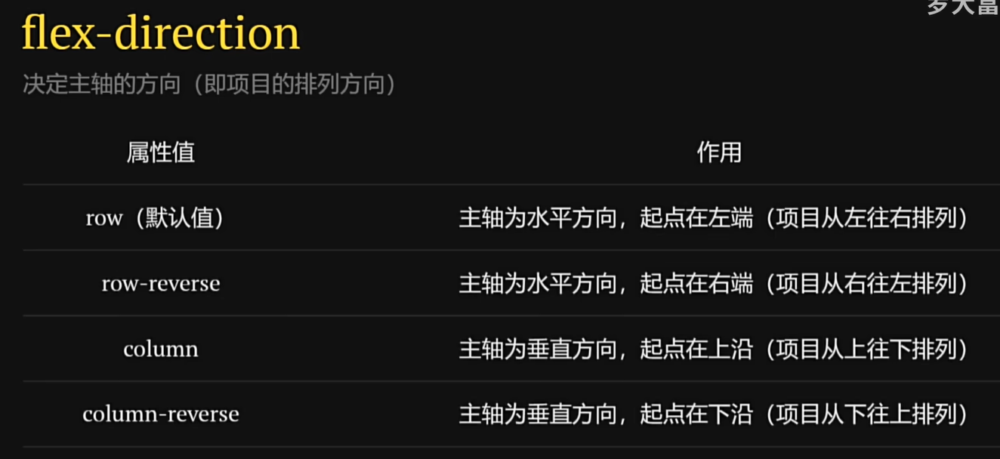 flex-direction
决定主轴的方向（即项目的排列方向）
属性值 作用
row（默认值） 主轴为水平方向，起点在左端（项目从左往右排列）
row-reverse 主轴为水平方向，起点在右端（项目从右往左排列）
column 主轴为垂直方向，起点在上沿（项目从上往下排列）
column-reverse 主轴为垂直方向，起点在下沿（项目从下往上排列）